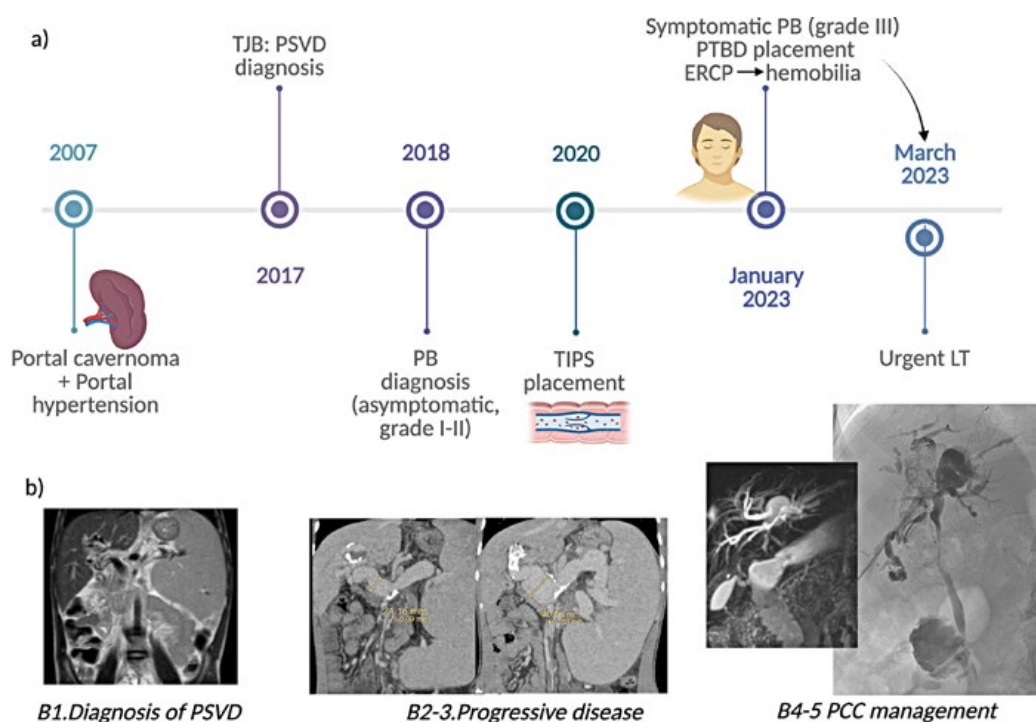 a)
TJB: PSVD
diagnosis
Symptomatic PB (grade III)
PTBD placement
ERCP → hemobilia
2007
2018
2020
March
2023
2017
January
2023
Portal cavernoma
+ Portal
hypertension
PB
diagnosis
(asymptomatic,
grade I-II)
TIPS
placement
Urgent LT
b)
B1.Diagnosis of PSVD
B2-3.Progressive disease
B4-5 PCC management